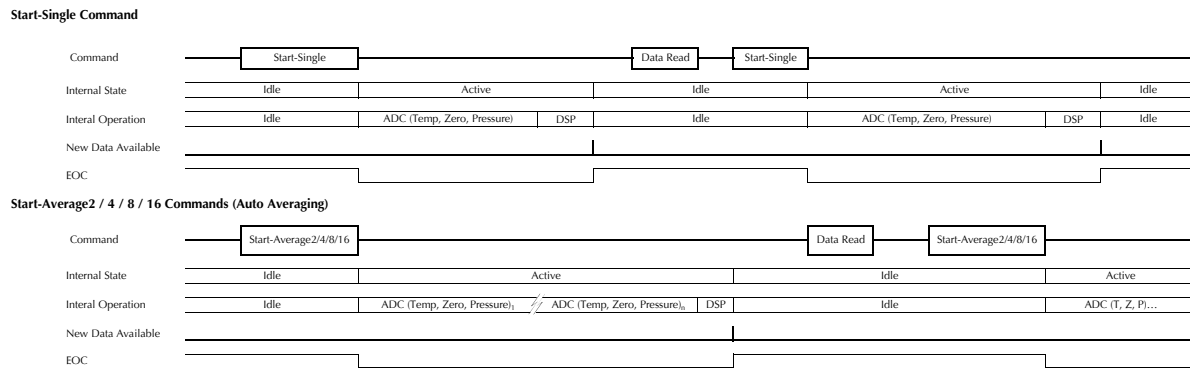 Start-Single Command
Command Start-Single Data Read Start-Single
Internal State Idle Active Idle Active Idle
Interal Operation Idle ADC (Temp, Zero, Pressure) DSP Idle ADC (Temp, Zero, Pressure) DSP Idle
New Data Available
EOC
Start-Average2 / 4 / 8 / 16 Commands (Auto Averaging)
Command Start-Average2/4/8/16 Data Read Start-Average2/4/8/16
Internal State Idle Active Idle Active
Interal Operation Idle ADC (Temp, Zero, Pressure)₁ ADC (Temp, Zero, Pressure)ₙ DSP Idle ADC (T, Z, P)...
New Data Available
EOC